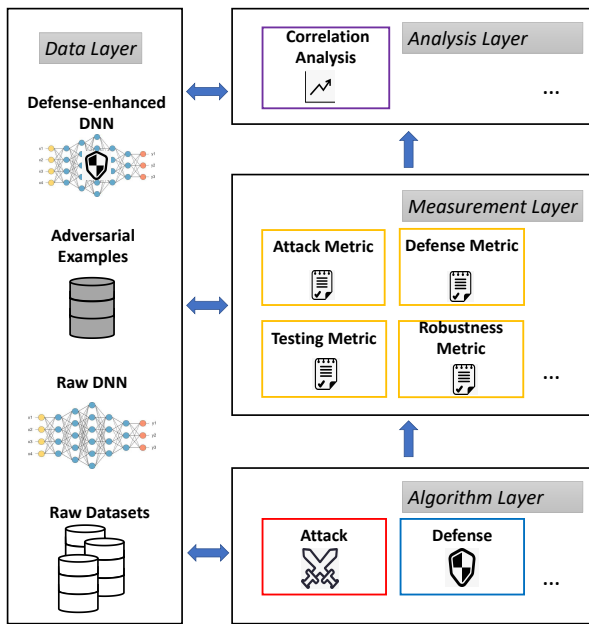 Data Layer
Defense-enhanced
DNN
Adversarial
Examples
Raw DNN
Raw Datasets
Correlation
Analysis
Analysis Layer
...
Measurement Layer
Attack Metric
Defense Metric
Testing Metric
Robustness
Metric
...
Algorithm Layer
Attack
Defense
...